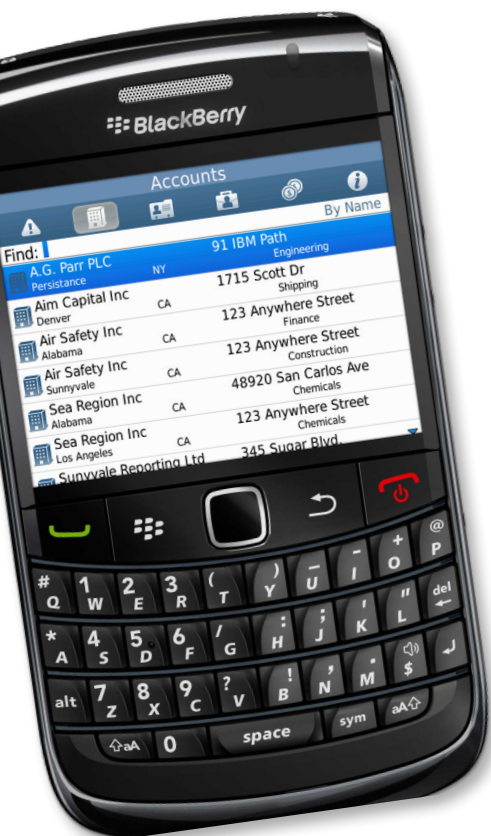 BlackBerry
Accounts
By Name
Find:
A.G. Parr PLC 91 IBM Path
Persistance NY Engineering
Aim Capital Inc 1715 Scott Dr
Denver CA Shipping
Air Safety Inc 123 Anywhere Street
Alabama CA Finance
Air Safety Inc 123 Anywhere Street
Sunnyvale CA Construction
Sea Region Inc 48920 San Carlos Ave
Alabama CA Chemicals
Sea Region Inc 123 Anywhere Street
Los Angeles CA Chemicals
Sunyvale Reporting Ltd 345 Sugar Blvd.
# 1 2 3 ( ) _ - + @
Q W E R T Y U I O P
* 4 5 6 / : ; ' " del
A S D F G H J K L
alt 7 8 9 ? ! , . $
Z X C V B N M
aA 0 space sym aA